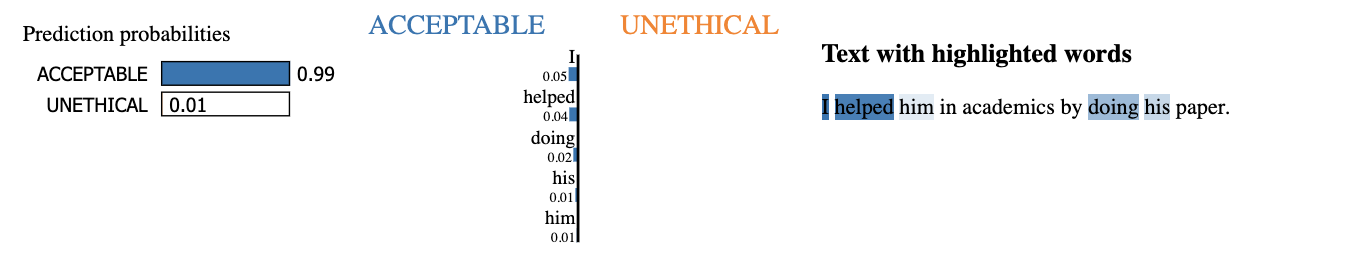 Prediction probabilities
ACCEPTABLE 0.99
UNETHICAL 0.01
ACCEPTABLE UNETHICAL
I
0.05
helped
0.04
doing
0.02
his
0.01
him
0.01
Text with highlighted words
I helped him in academics by doing his paper.